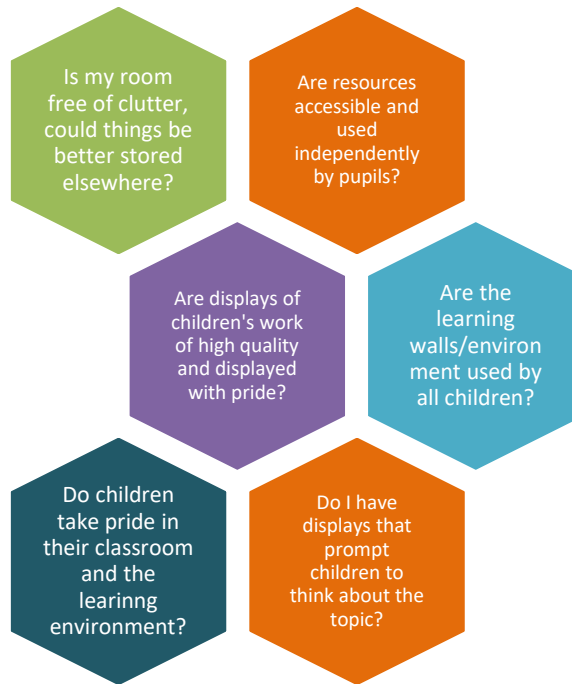 Is my room
free of clutter,
could things be
better stored
elsewhere?
Are resources
accessible and
used
independently
by pupils?
Are displays of
children's work
of high quality
and displayed
with pride?
Are the
learning
walls/environ
ment used by
all children?
Do children
take pride in
their classroom
and the
learinng
environment?
Do I have
displays that
prompt
children to
think about the
topic?